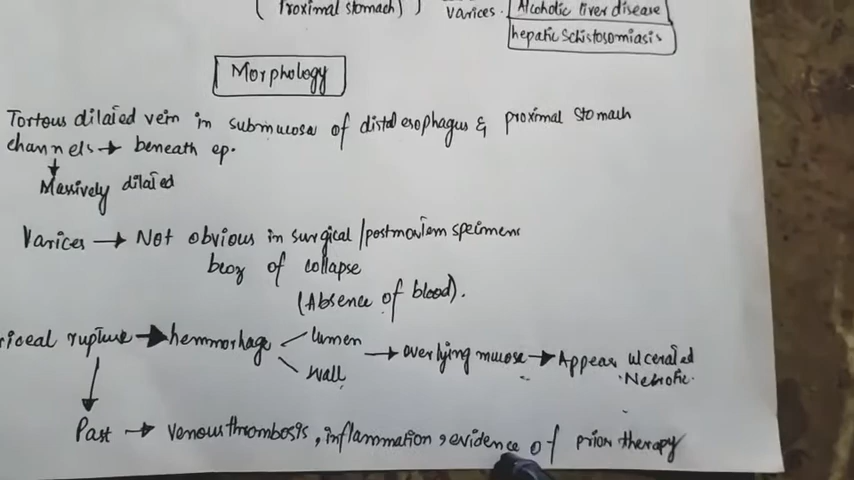 (Proximal stomach) varices. Alcoholic liver disease
hepatic Schistosomiasis
Morphology
Tortous dilated vein in submucosa of distal esophagus & proximal stomach
channels → beneath ep.
Massively dilated
Varices → Not obvious in surgical/postmortem specimens
bcoz of collapse
(Absence of blood).
riceal rupture → hemmorhage lumen → overlying mucosa → Appears ulcerated
wall Necrotic.
Past → venous thrombosis, inflammation, evidence of prior therapy